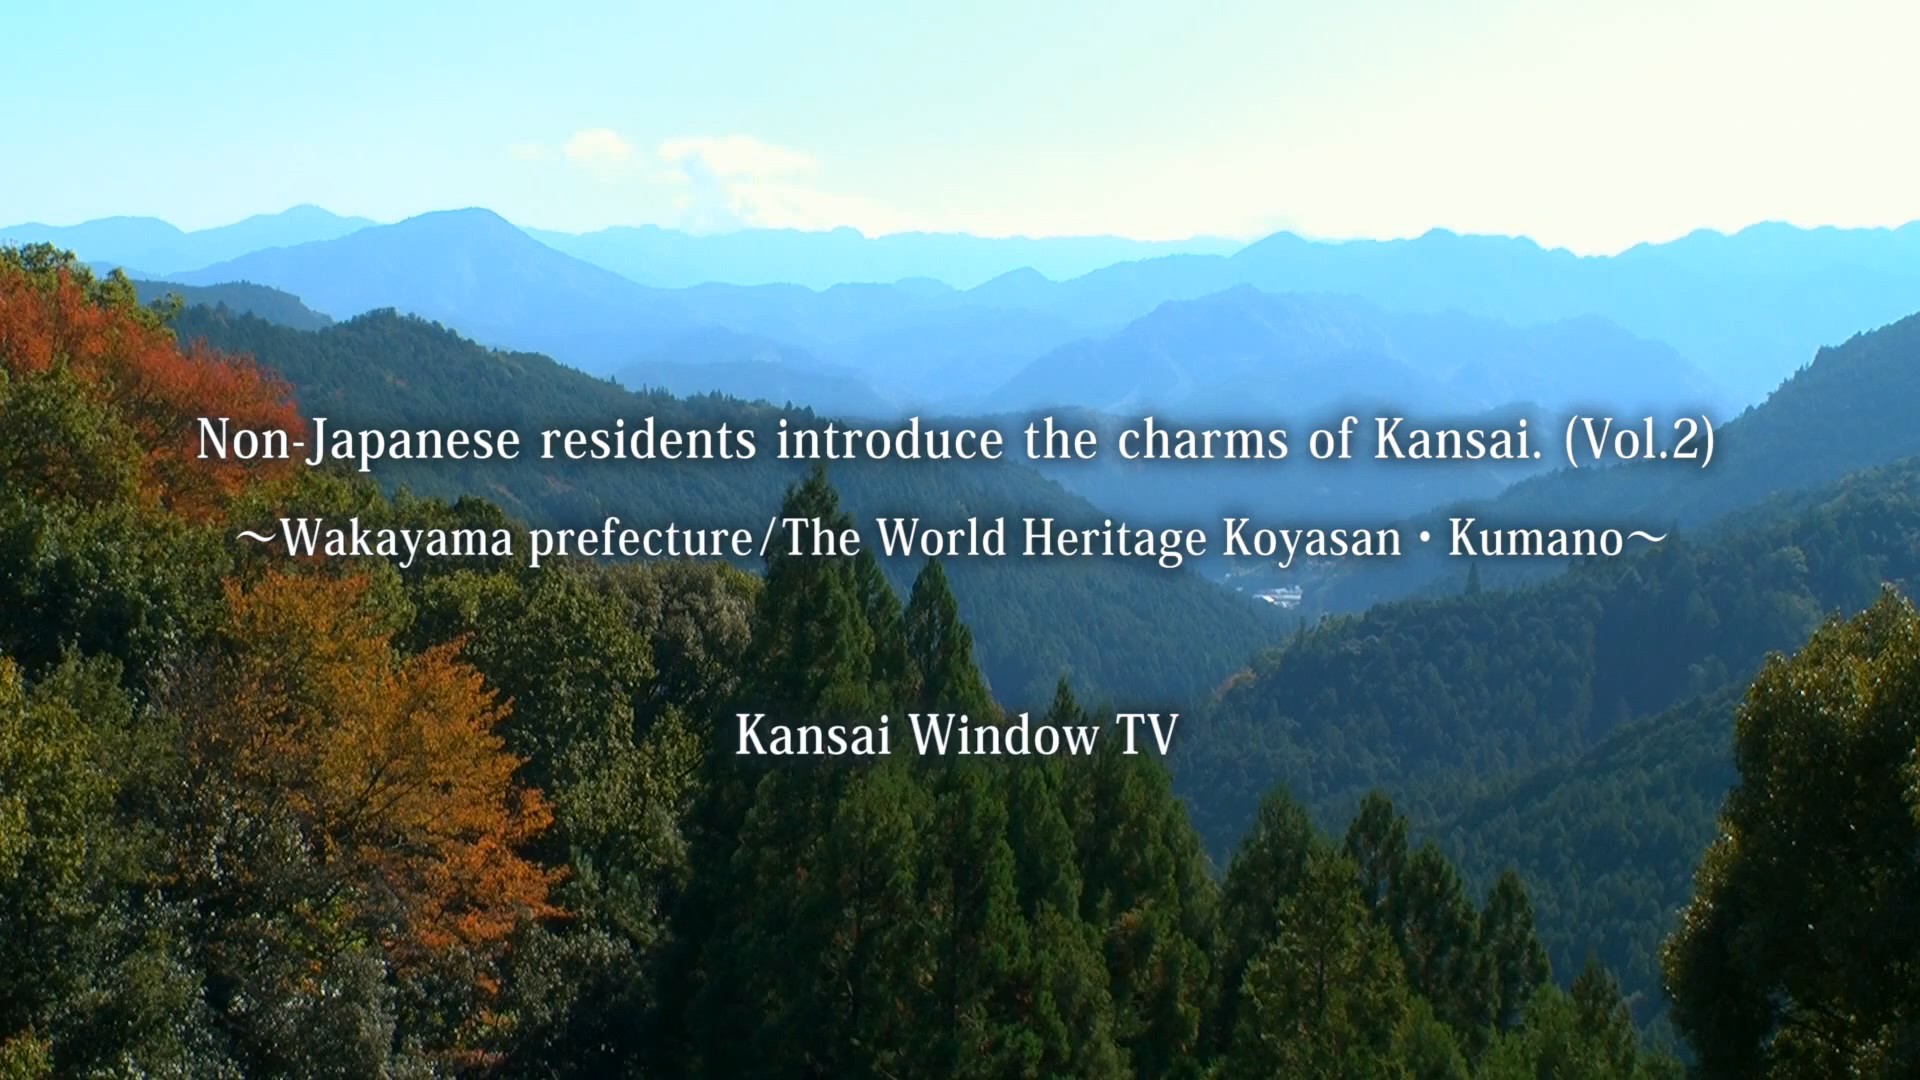 Non-Japanese residents introduce the charms of Kansai. (Vol.2)
～Wakayama prefecture/The World Heritage Koyasan・Kumano～
Kansai Window TV